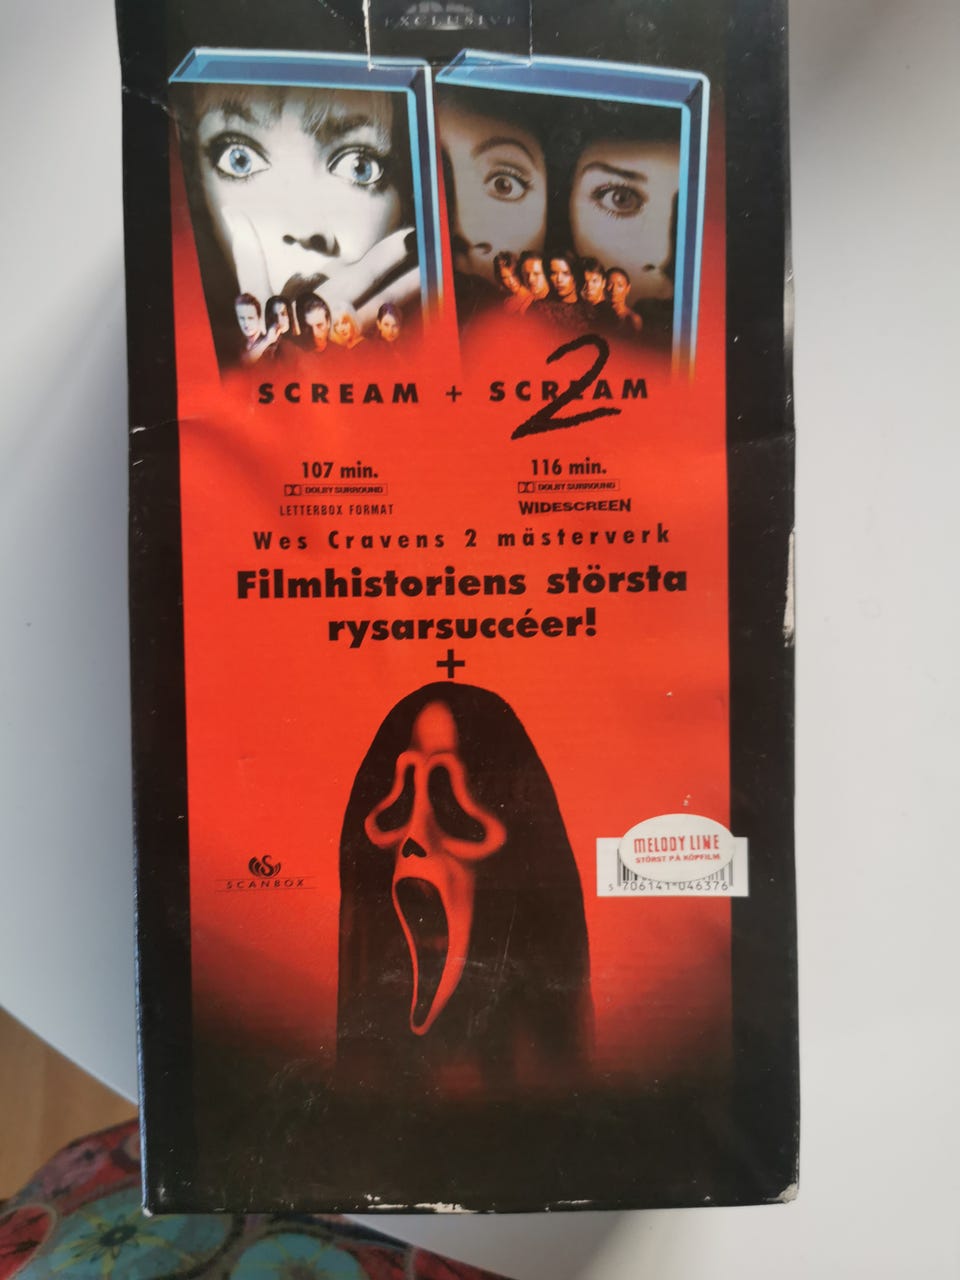 EXCLUSIVE
SCREAM + SCREAM 2
107 min.
DOLBY SURROUND
LETTERBOX FORMAT
116 min.
DOLBY SURROUND
WIDESCREEN
Wes Cravens 2 mästerverk
Filmhistoriens största
rysarsuccéer!
+
SCANBOX
MELODY LINE
STÖRST PÅ KÖPFILM
5 706141 046376